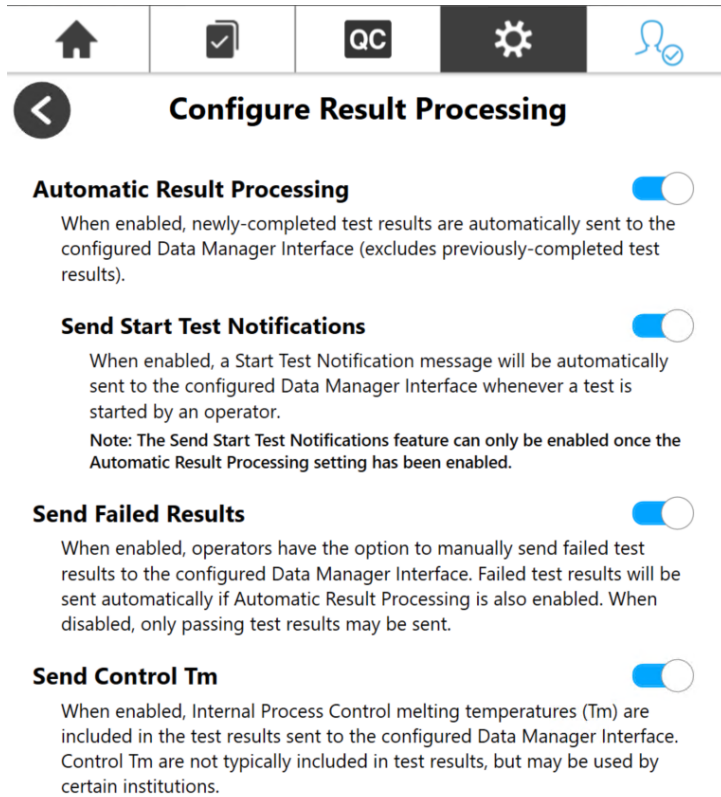 QC
Configure Result Processing
Automatic Result Processing
When enabled, newly-completed test results are automatically sent to the
configured Data Manager Interface (excludes previously-completed test
results).
Send Start Test Notifications
When enabled, a Start Test Notification message will be automatically
sent to the configured Data Manager Interface whenever a test is
started by an operator.
Note: The Send Start Test Notifications feature can only be enabled once the
Automatic Result Processing setting has been enabled.
Send Failed Results
When enabled, operators have the option to manually send failed test
results to the configured Data Manager Interface. Failed test results will be
sent automatically if Automatic Result Processing is also enabled. When
disabled, only passing test results may be sent.
Send Control Tm
When enabled, Internal Process Control melting temperatures (Tm) are
included in the test results sent to the configured Data Manager Interface.
Control Tm are not typically included in test results, but may be used by
certain institutions.